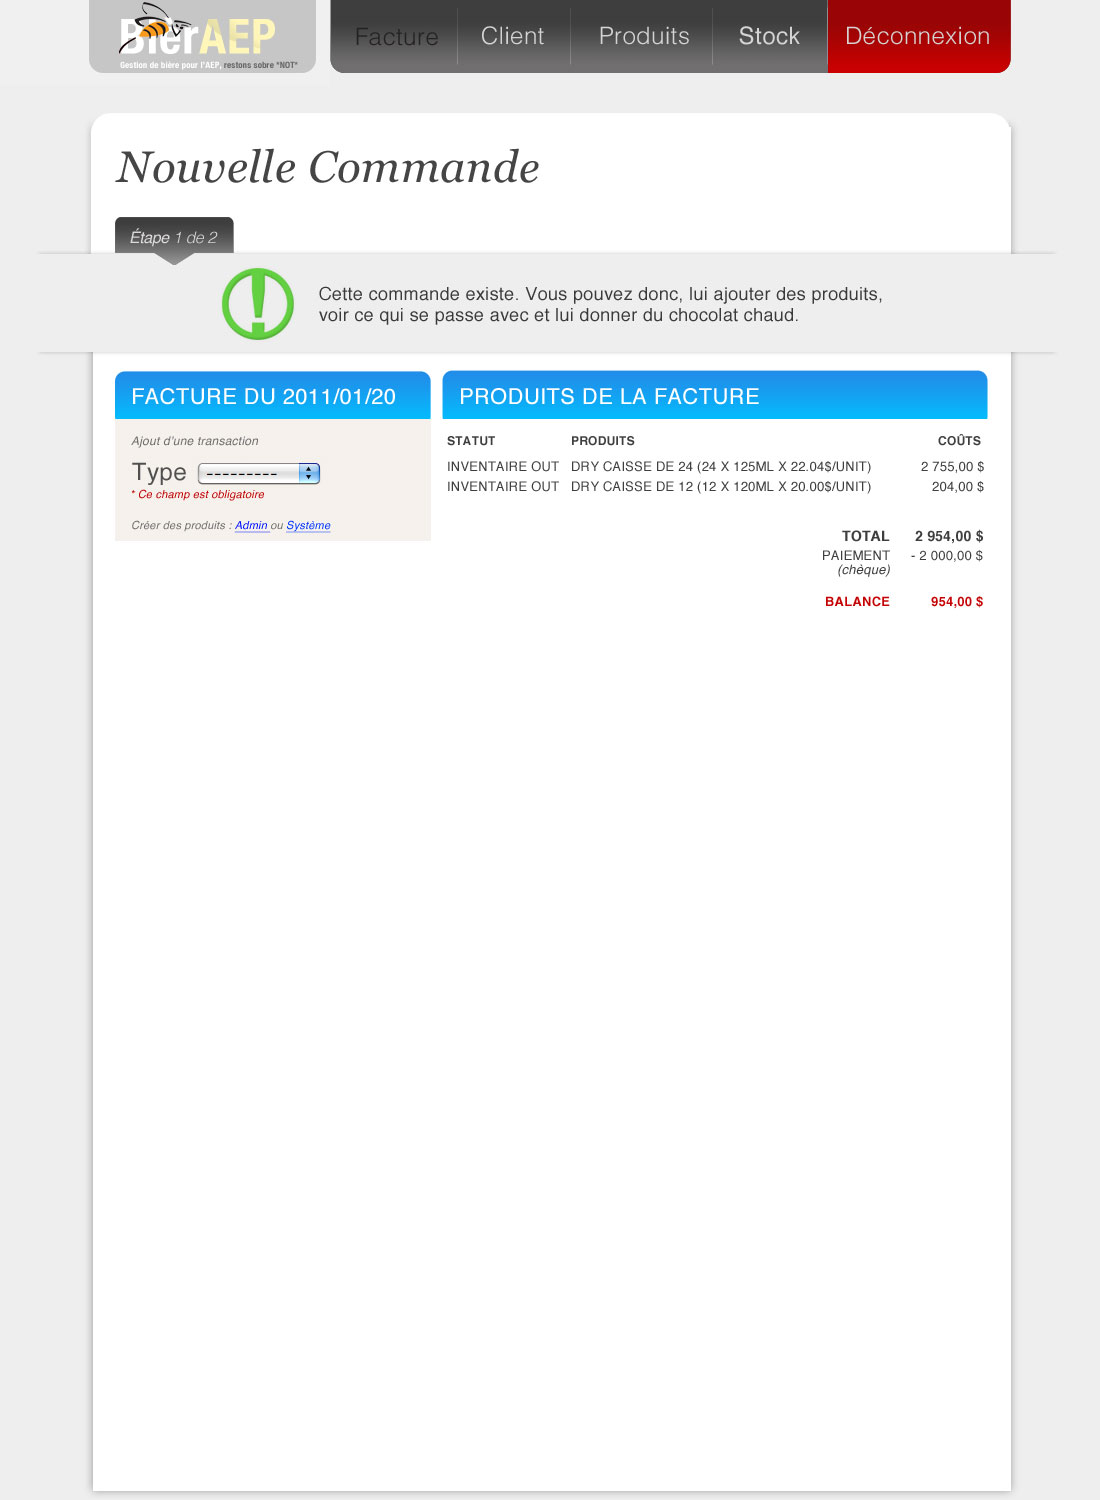 BièrAEP
Gestion de bière pour l'AEP, restons sobre *NOT*
Facture
Client
Produits
Stock
Déconnexion
Nouvelle Commande
Étape 1 de 2
Cette commande existe. Vous pouvez donc, lui ajouter des produits,
voir ce qui se passe avec et lui donner du chocolat chaud.
FACTURE DU 2011/01/20
Ajout d'une transaction
Type ---------
* Ce champ est obligatoire
Créer des produits : Admin ou Système
PRODUITS DE LA FACTURE
STATUT PRODUITS COÛTS
INVENTAIRE OUT DRY CAISSE DE 24 (24 X 125ML X 22.04$/UNIT) 2 755,00 $
INVENTAIRE OUT DRY CAISSE DE 12 (12 X 120ML X 20.00$/UNIT) 204,00 $
TOTAL 2 954,00 $
PAIEMENT - 2 000,00 $
(chèque)
BALANCE 954,00 $